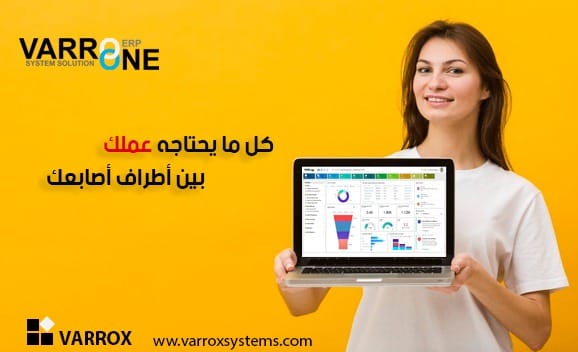 VARRONE
ERP
SYSTEM SOLUTION
كل ما يحتاجه عملك
بين أطراف أصابعك
VARROX
www.varroxsystems.com